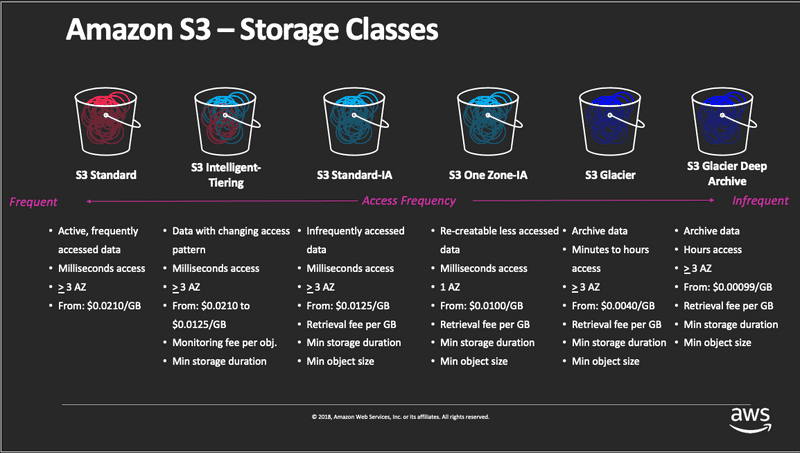 Amazon S3 – Storage Classes
S3 Standard
S3 Intelligent-
Tiering
S3 Standard-IA
S3 One Zone-IA
S3 Glacier
S3 Glacier Deep
Archive
Frequent
Access Frequency
Infrequent
• Active, frequently
accessed data
• Milliseconds access
• ≥ 3 AZ
• From: $0.0210/GB
• Data with changing access
pattern
• Milliseconds access
• ≥ 3 AZ
• From: $0.0210 to
$0.0125/GB
• Monitoring fee per obj.
• Min storage duration
• Infrequently accessed
data
• Milliseconds access
• ≥ 3 AZ
• From: $0.0125/GB
• Retrieval fee per GB
• Min storage duration
• Min object size
• Re-creatable less accessed
data
• Milliseconds access
• 1 AZ
• From: $0.0100/GB
• Retrieval fee per GB
• Min storage duration
• Min object size
• Archive data
• Minutes to hours
access
• ≥ 3 AZ
• From: $0.0040/GB
• Retrieval fee per GB
• Min storage duration
• Min object size
• Archive data
• Hours access
• ≥ 3 AZ
• From: $0.00099/GB
• Retrieval fee per GB
• Min storage duration
• Min object size
© 2018, Amazon Web Services, Inc. or its affiliates. All rights reserved.
aws